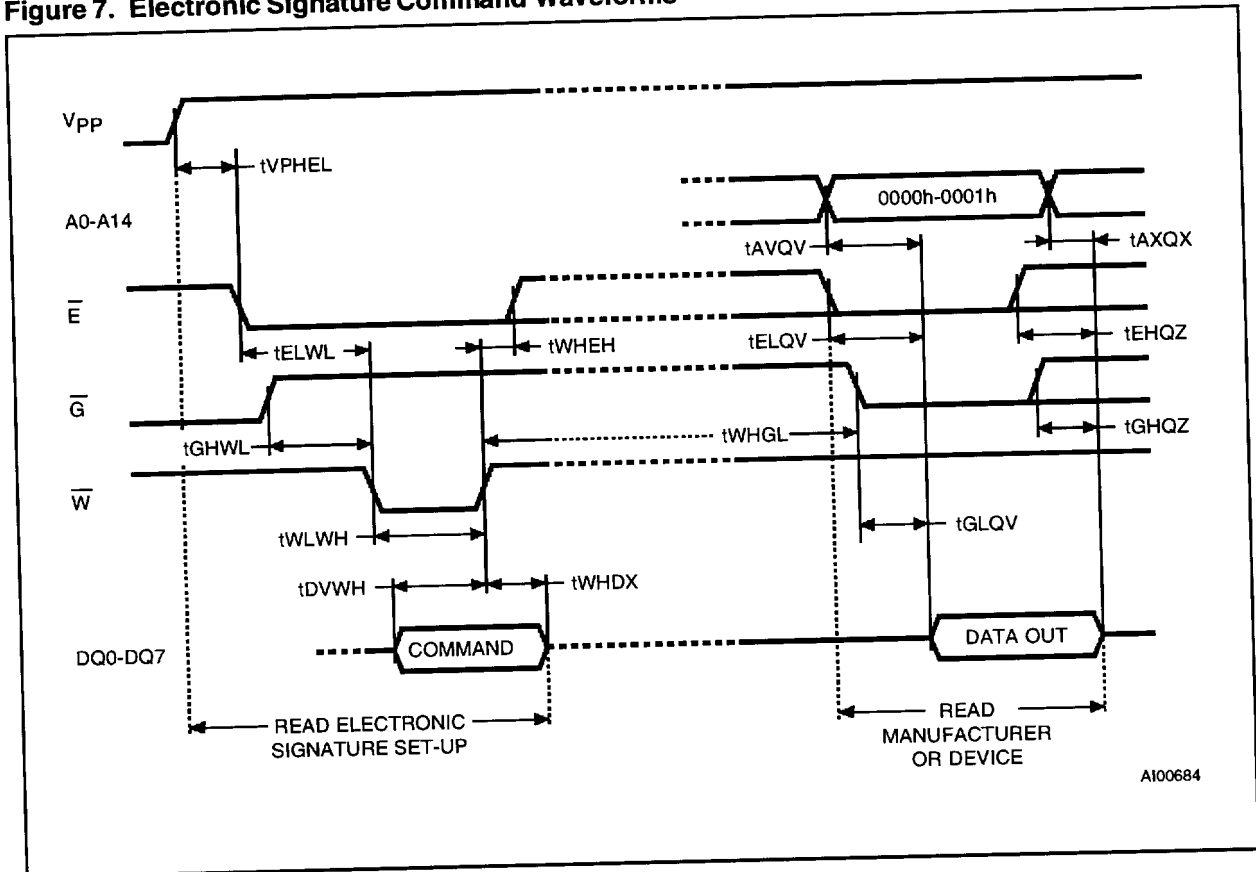 Figure 7. Electronic Signature Command Waveforms
VPP
tVPHEL
A0-A14
0000h-0001h
tAVQV
tAXQX
E
tELWL
tWHEH
tELQV
tEHQZ
G
tGHWL
tWHGL
tGHQZ
W
tWLWH
tGLQV
tDVWH
tWHDX
DQ0-DQ7
COMMAND
DATA OUT
READ ELECTRONIC
SIGNATURE SET-UP
READ
MANUFACTURER
OR DEVICE
AI00684